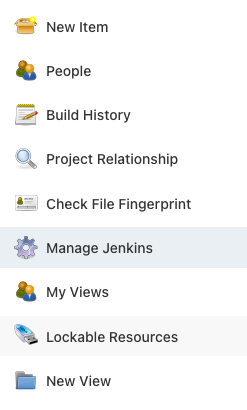 New Item
People
Build History
Project Relationship
Check File Fingerprint
Manage Jenkins
My Views
Lockable Resources
New View